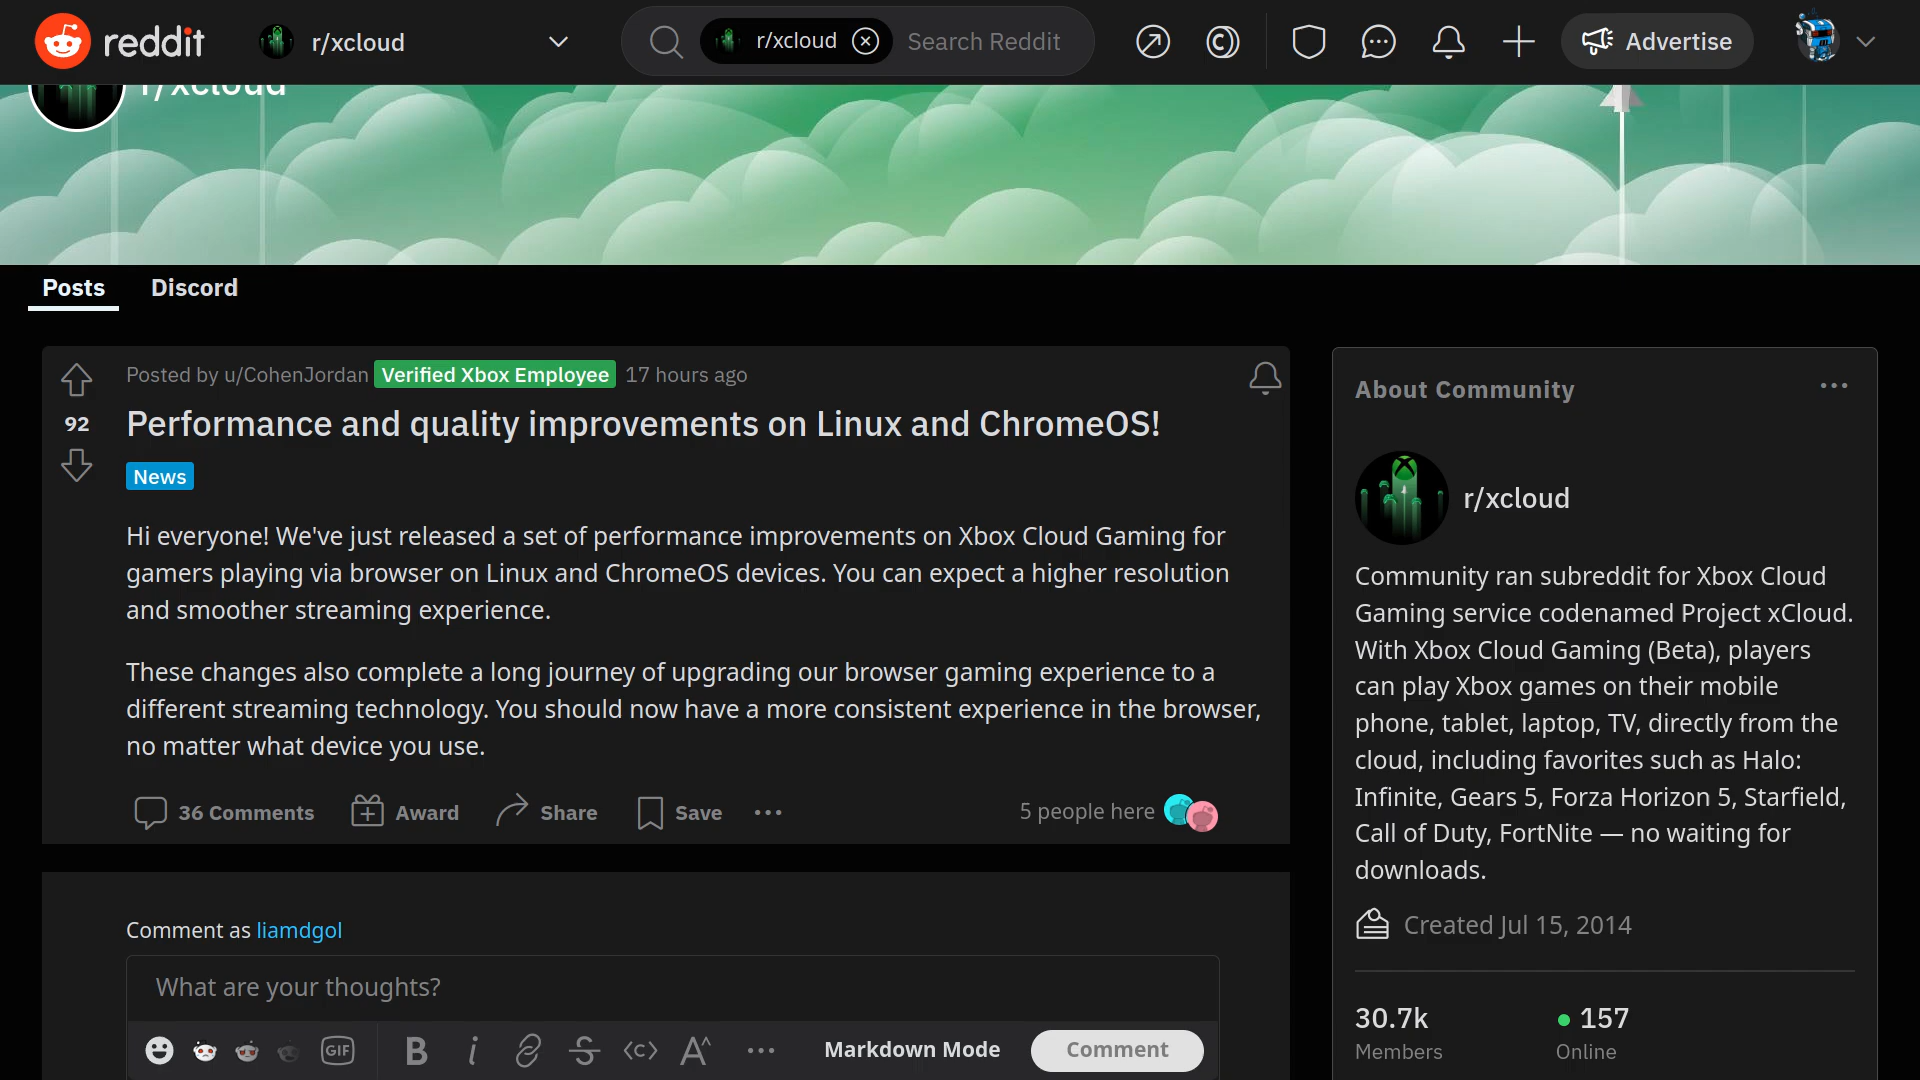 reddit
r/xcloud
r/xcloud
Search Reddit
Advertise
r/xcloud
Posts
Discord
Posted by u/CohenJordan Verified Xbox Employee 17 hours ago
92
Performance and quality improvements on Linux and ChromeOS!
News
Hi everyone! We've just released a set of performance improvements on Xbox Cloud Gaming for
gamers playing via browser on Linux and ChromeOS devices. You can expect a higher resolution
and smoother streaming experience.
These changes also complete a long journey of upgrading our browser gaming experience to a
different streaming technology. You should now have a more consistent experience in the browser,
no matter what device you use.
36 Comments
Award
Share
Save
5 people here
Comment as liamdgol
What are your thoughts?
GIF
B
i
S
A
Markdown Mode
Comment
About Community
r/xcloud
Community ran subreddit for Xbox Cloud
Gaming service codenamed Project xCloud.
With Xbox Cloud Gaming (Beta), players
can play Xbox games on their mobile
phone, tablet, laptop, TV, directly from the
cloud, including favorites such as Halo:
Infinite, Gears 5, Forza Horizon 5, Starfield,
Call of Duty, FortNite — no waiting for
downloads.
Created Jul 15, 2014
30.7k
Members
157
Online